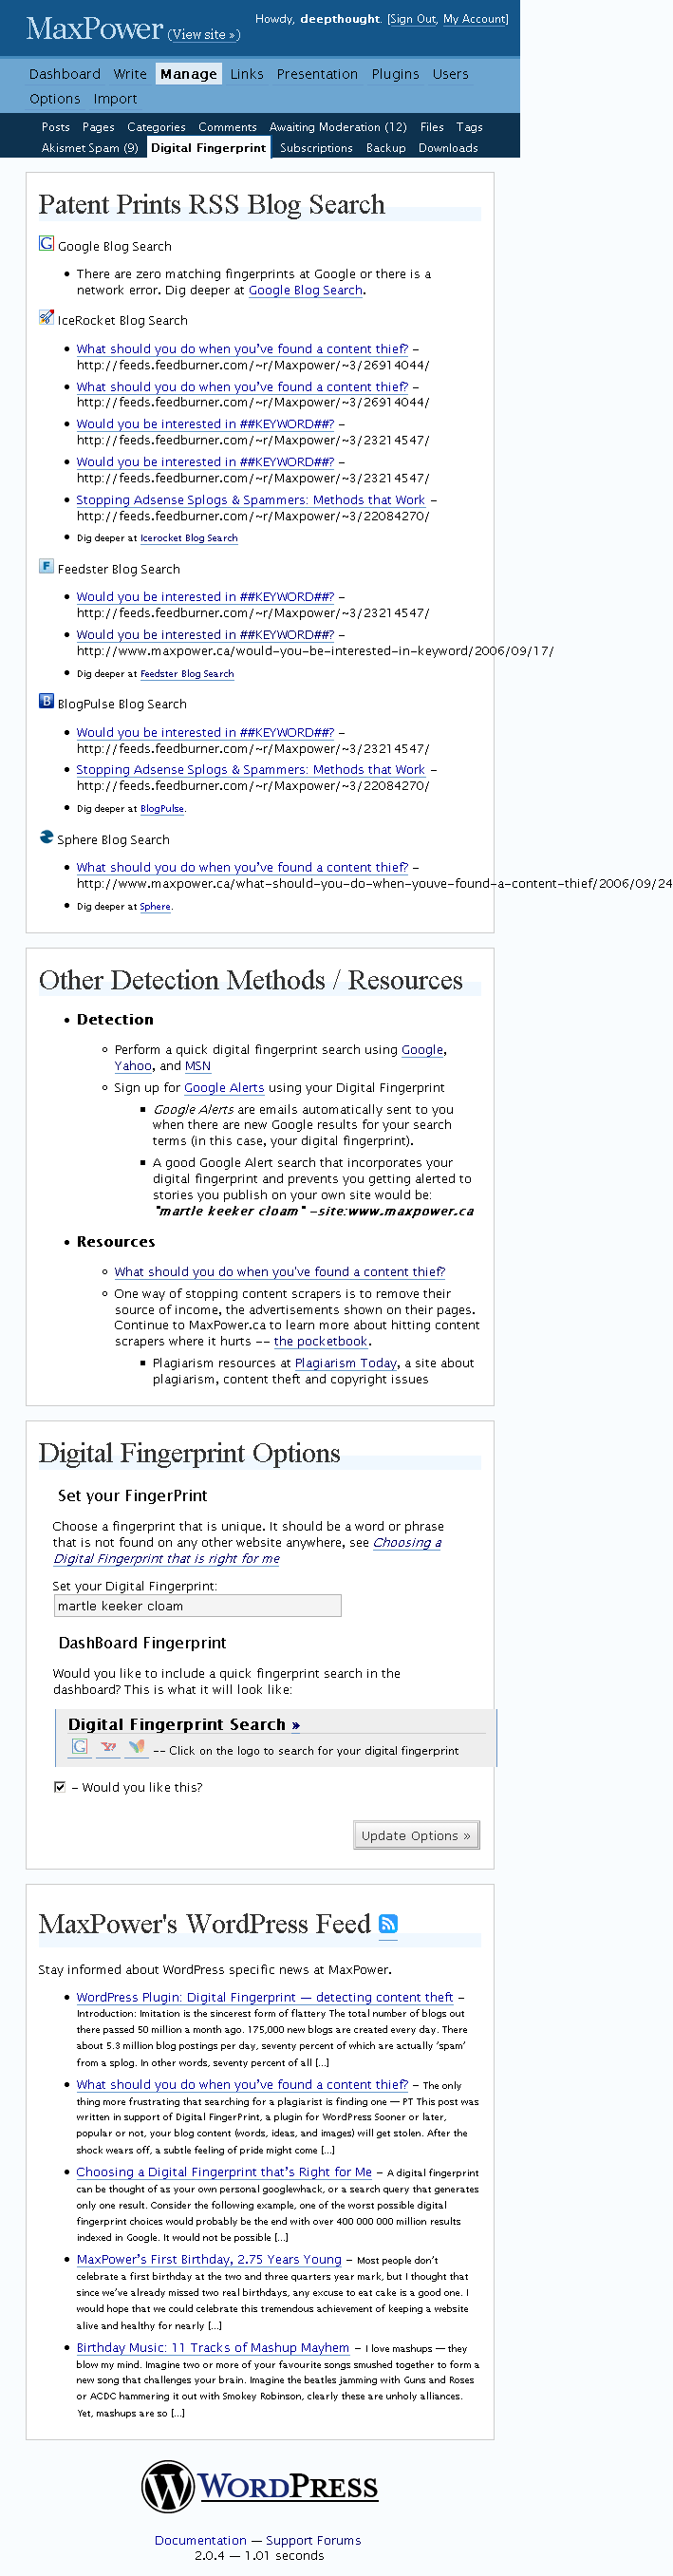 MaxPower (View site »)
Howdy, deepthought. [Sign Out, My Account]
Dashboard Write Manage Links Presentation Plugins Users
Options Import
Posts Pages Categories Comments Awaiting Moderation (12) Files Tags
Akismet Spam (9) Digital Fingerprint Subscriptions Backup Downloads
Patent Prints RSS Blog Search
G Google Blog Search
• There are zero matching fingerprints at Google or there is a
network error. Dig deeper at Google Blog Search.
IceRocket Blog Search
• What should you do when you've found a content thief? –
http://feeds.feedburner.com/~r/Maxpower/~3/26914044/
• What should you do when you've found a content thief? –
http://feeds.feedburner.com/~r/Maxpower/~3/26914044/
• Would you be interested in ##KEYWORD##? –
http://feeds.feedburner.com/~r/Maxpower/~3/23214547/
• Would you be interested in ##KEYWORD##? –
http://feeds.feedburner.com/~r/Maxpower/~3/23214547/
• Stopping Adsense Splogs & Spammers: Methods that Work –
http://feeds.feedburner.com/~r/Maxpower/~3/22084270/
• Dig deeper at Icerocket Blog Search
F Feedster Blog Search
• Would you be interested in ##KEYWORD##? –
http://feeds.feedburner.com/~r/Maxpower/~3/23214547/
• Would you be interested in ##KEYWORD##? –
http://www.maxpower.ca/would-you-be-interested-in-keyword/2006/09/17/
• Dig deeper at Feedster Blog Search
B BlogPulse Blog Search
• Would you be interested in ##KEYWORD##? –
http://feeds.feedburner.com/~r/Maxpower/~3/23214547/
• Stopping Adsense Splogs & Spammers: Methods that Work –
http://feeds.feedburner.com/~r/Maxpower/~3/22084270/
• Dig deeper at BlogPulse.
Sphere Blog Search
• What should you do when you've found a content thief? –
http://www.maxpower.ca/what-should-you-do-when-youve-found-a-content-thief/2006/09/24
• Dig deeper at Sphere.
Other Detection Methods / Resources
• Detection
Perform a quick digital fingerprint search using Google,
Yahoo, and MSN
Sign up for Google Alerts using your Digital Fingerprint
Google Alerts are emails automatically sent to you
when there are new Google results for your search
terms (in this case, your digital fingerprint).
A good Google Alert search that incorporates your
digital fingerprint and prevents you getting alerted to
stories you publish on your own site would be:
"martle keeker cloam" –site:www.maxpower.ca
• Resources
What should you do when you've found a content thief?
One way of stopping content scrapers is to remove their
source of income, the advertisements shown on their pages.
Continue to MaxPower.ca to learn more about hitting content
scrapers where it hurts -- the pocketbook.
Plagiarism resources at Plagiarism Today, a site about
plagiarism, content theft and copyright issues
Digital Fingerprint Options
Set your FingerPrint
Choose a fingerprint that is unique. It should be a word or phrase
that is not found on any other website anywhere, see Choosing a
Digital Fingerprint that is right for me
Set your Digital Fingerprint:
martle keeker cloam
DashBoard Fingerprint
Would you like to include a quick fingerprint search in the
dashboard? This is what it will look like:
Digital Fingerprint Search »
G Y! -- Click on the logo to search for your digital fingerprint
– Would you like this?
Update Options »
MaxPower's WordPress Feed
Stay informed about WordPress specific news at MaxPower.
• WordPress Plugin: Digital Fingerprint — detecting content theft –
Introduction: Imitation is the sincerest form of flattery The total number of blogs out
there passed 50 million a month ago. 175,000 new blogs are created every day. There
about 5.3 million blog postings per day, seventy percent of which are actually 'spam'
from a splog. In other words, seventy percent of all [...]
• What should you do when you've found a content thief? – The only
thing more frustrating that searching for a plagiarist is finding one — PT This post was
written in support of Digital FingerPrint, a plugin for WordPress Sooner or later,
popular or not, your blog content (words, ideas, and images) will get stolen. After the
shock wears off, a subtle feeling of pride might come [...]
• Choosing a Digital Fingerprint that's Right for Me – A digital fingerprint
can be thought of as your own personal googlewhack, or a search query that generates
only one result. Consider the following example, one of the worst possible digital
fingerprint choices would probably be the end with over 400 000 000 million results
indexed in Google. It would not be possible [...]
• MaxPower's First Birthday, 2.75 Years Young – Most people don't
celebrate a first birthday at the two and three quarters year mark, but I thought that
since we've already missed two real birthdays, any excuse to eat cake is a good one. I
would hope that we could celebrate this tremendous achievement of keeping a website
alive and healthy for nearly [...]
• Birthday Music: 11 Tracks of Mashup Mayhem – I love mashups — they
blow my mind. Imagine two or more of your favourite songs smushed together to form a
new song that challenges your brain. Imagine the beatles jamming with Guns and Roses
or ACDC hammering it out with Smokey Robinson, clearly these are unholy alliances.
Yet, mashups are so [...]
W WORDPRESS
Documentation — Support Forums
2.0.4 — 1.01 seconds